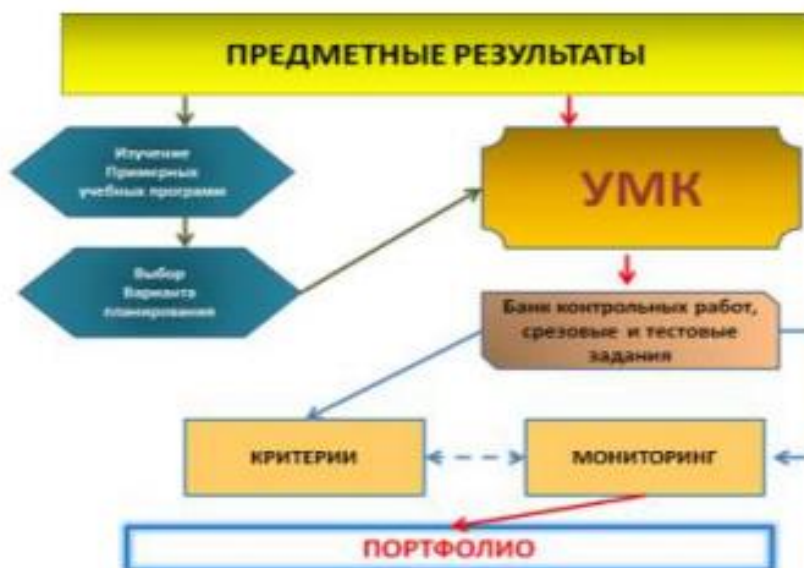 ПРЕДМЕТНЫЕ РЕЗУЛЬТАТЫ
Изучение
Примерных
учебных программ
УМК
Выбор
Варианта
планирования
Банк контрольных работ,
срезовые и тестовые
задания
КРИТЕРИИ
МОНИТОРИНГ
ПОРТФОЛИО